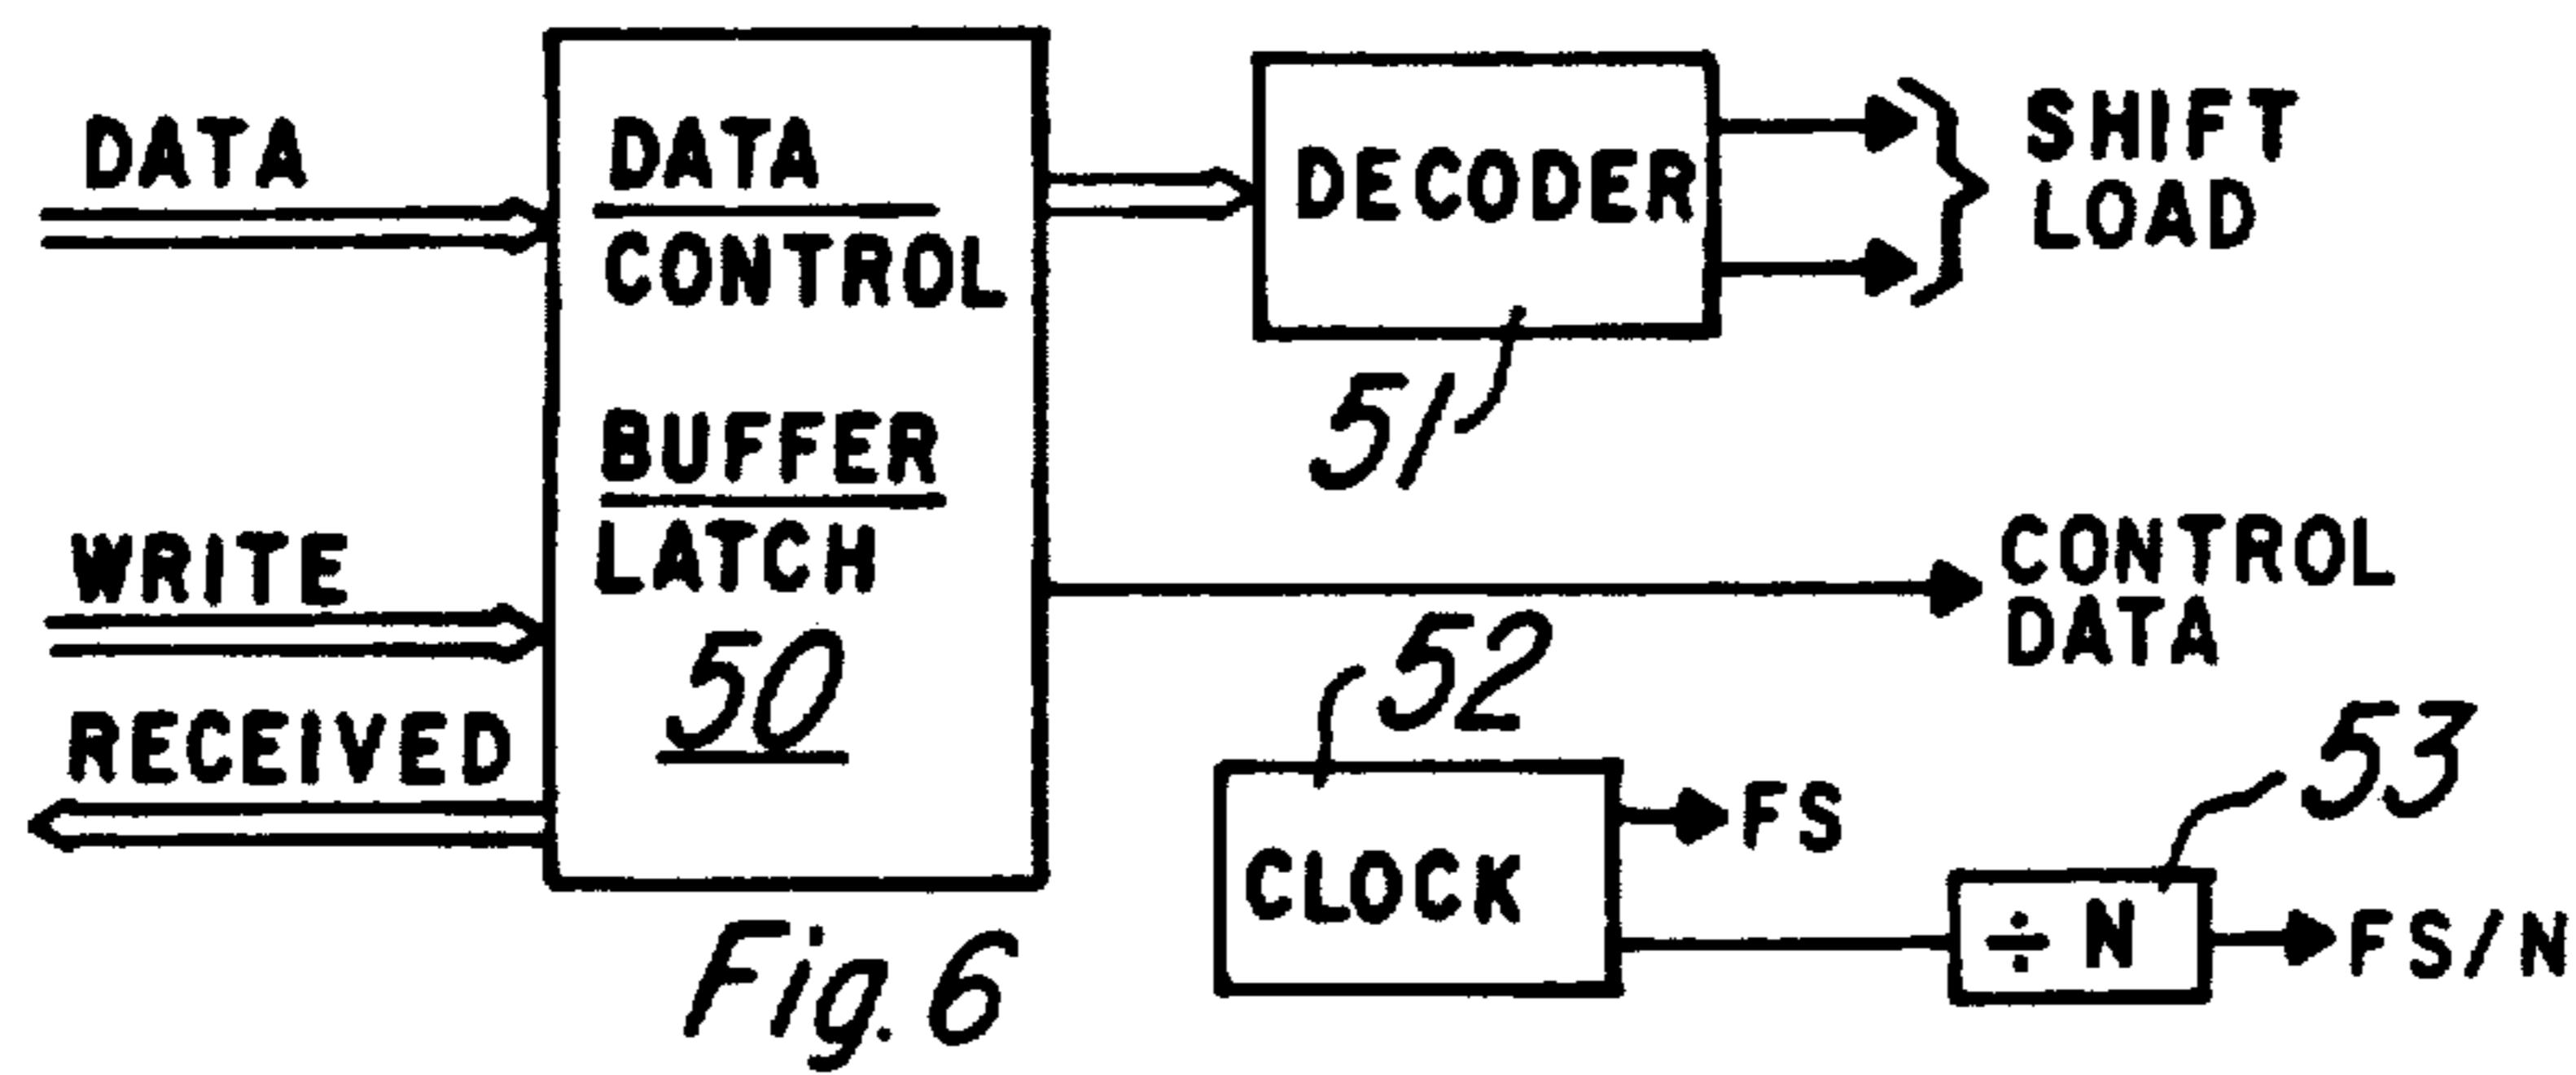 DATA
WRITE
RECEIVED
DATA
CONTROL
BUFFER
LATCH
50
DECODER
51
SHIFT
LOAD
CONTROL
DATA
52
CLOCK
FS
53
÷ N
FS/N
Fig. 6